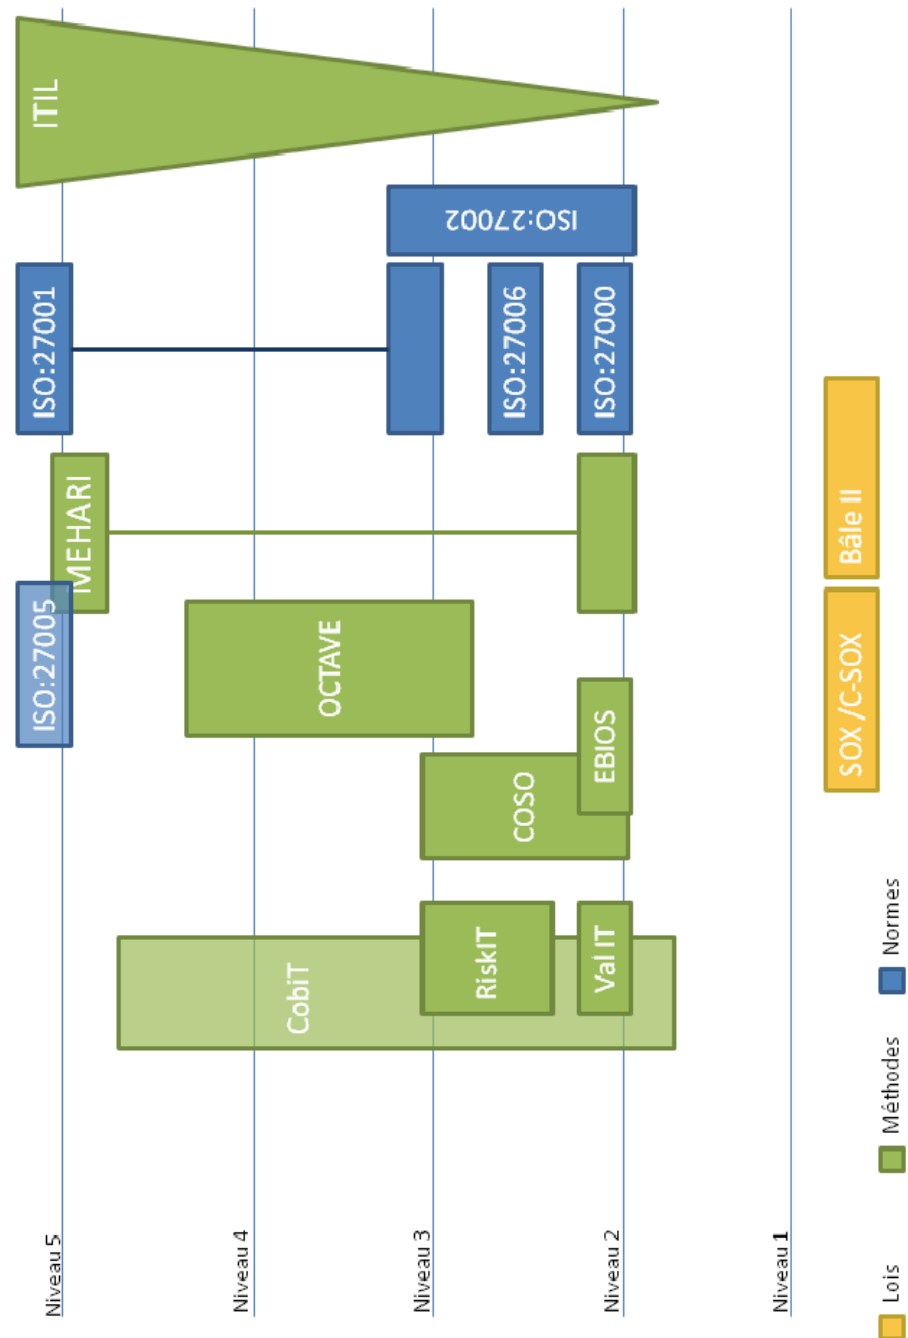 Niveau 5
ISO:27005
ISO:27001
ITIL
MEHARI
Niveau 4
CobiT
OCTAVE
Niveau 3
RiskIT
COSO
ISO:27006
ISO:27002
Niveau 2
Val IT
EBIOS
ISO:27000
Niveau 1
SOX /C-SOX
Bâle II
Lois
Méthodes
Normes